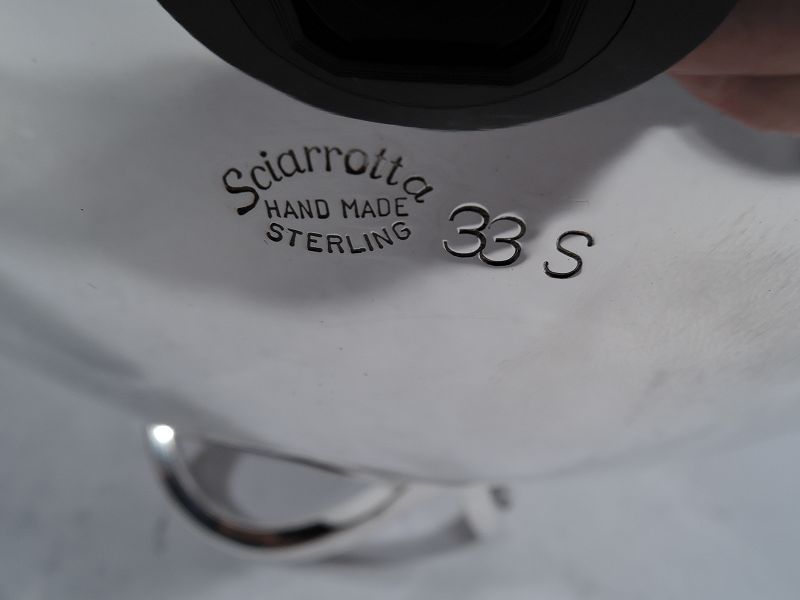 Sciarrotta
HAND MADE
STERLING
33 S